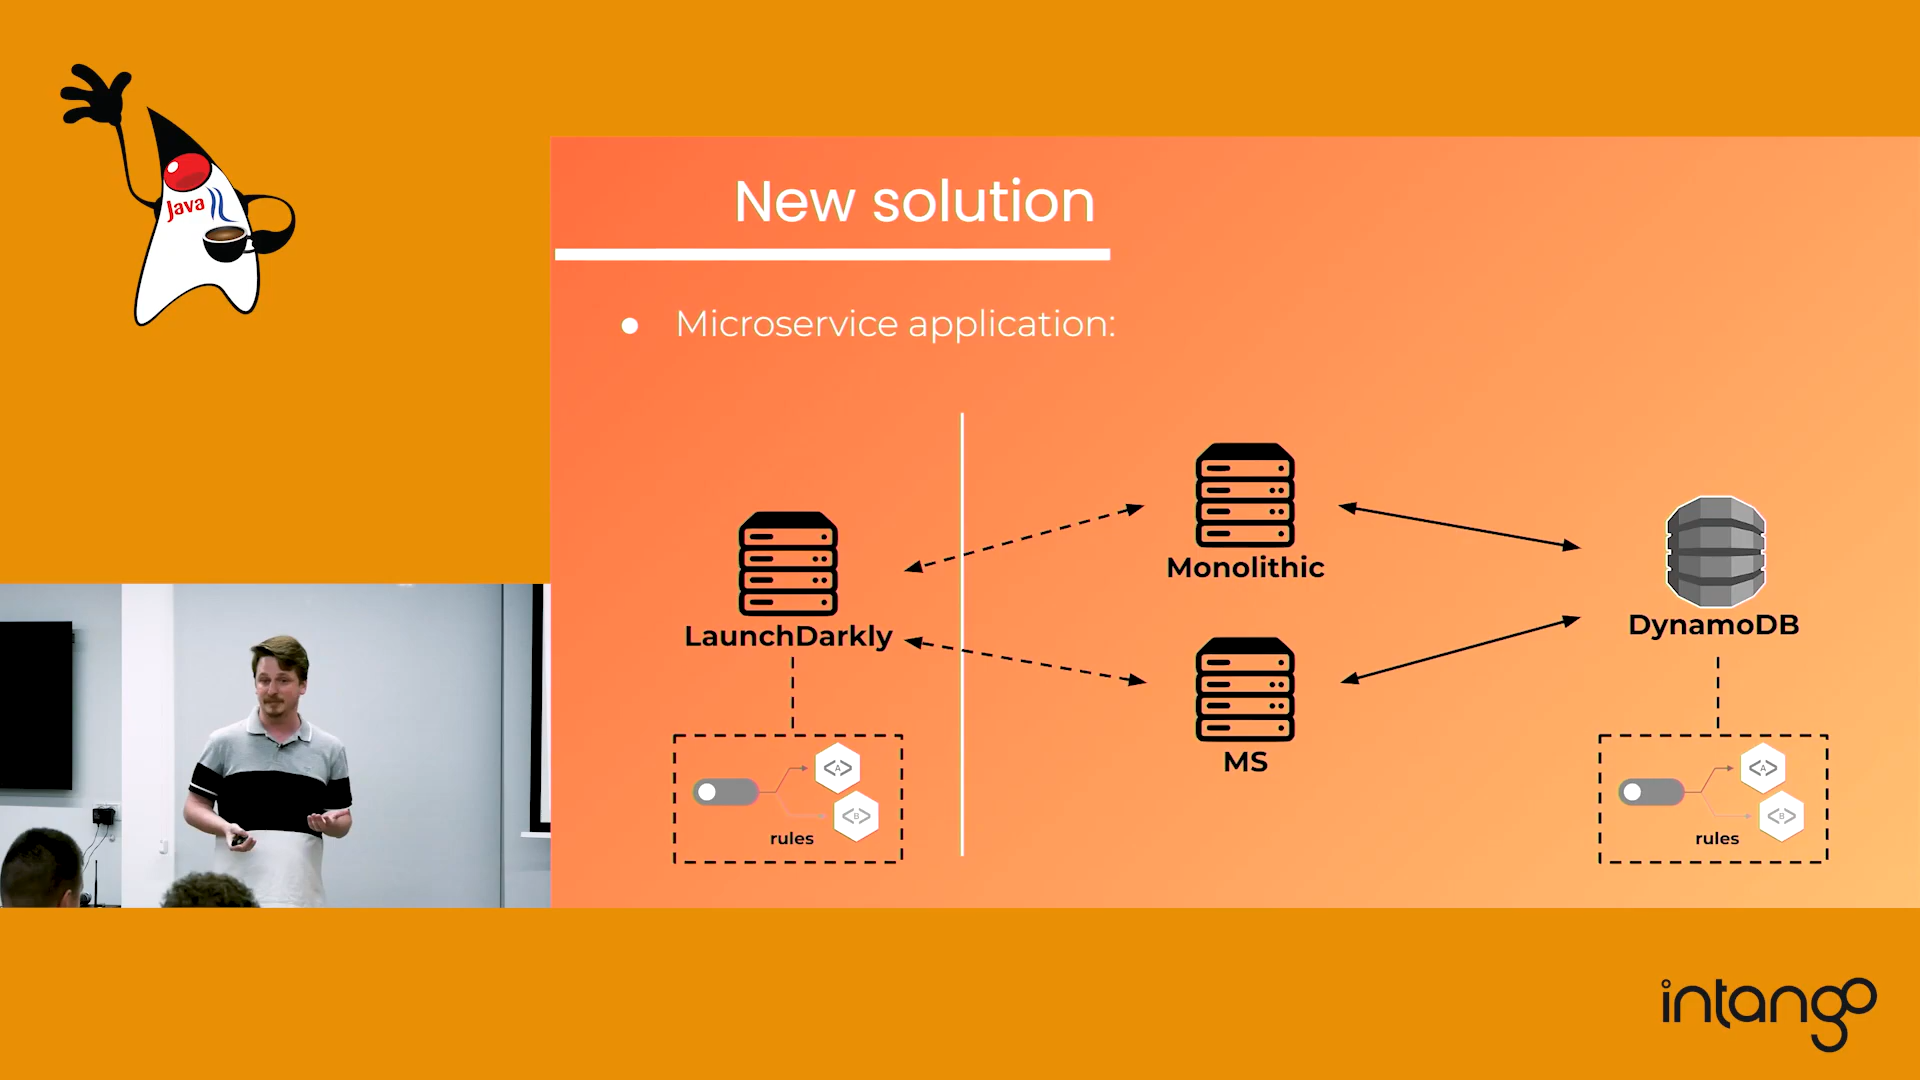 Java
New solution
Microservice application:
Monolithic
LaunchDarkly
DynamoDB
MS
<A>
<B>
rules
<A>
<B>
rules
intango